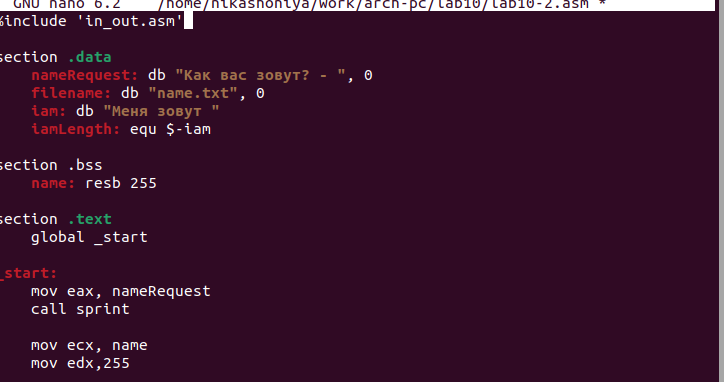 GNU nano 6.2 /home/nikashoniya/work/arch-pc/lab10/lab10-2.asm *
%include 'in_out.asm'
section .data
nameRequest: db "Как вас зовут? - ", 0
filename: db "name.txt", 0
iam: db "Меня зовут "
iamLength: equ $-iam
section .bss
name: resb 255
section .text
global _start
_start:
mov eax, nameRequest
call sprint
mov ecx, name
mov edx,255